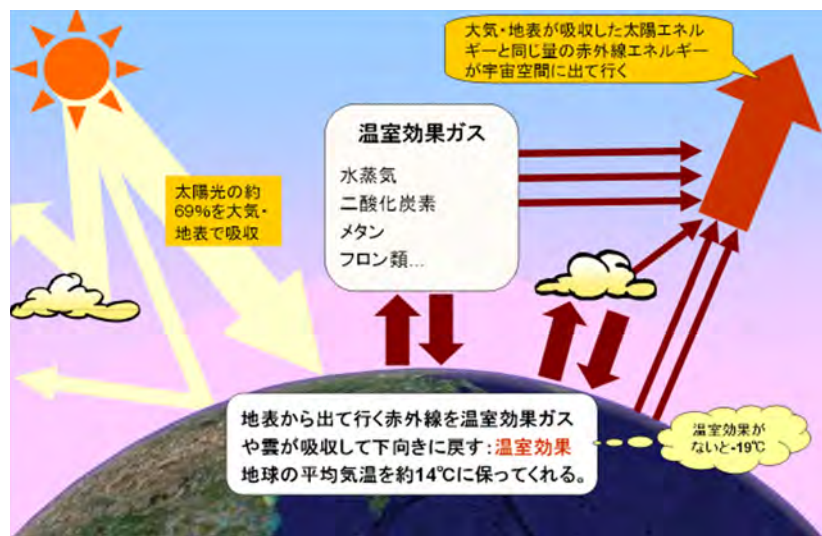 大気・地表が吸収した太陽エネル
ギーと同じ量の赤外線エネルギー
が宇宙空間に出て行く
温室効果ガス
水蒸気
二酸化炭素
メタン
フロン類...
太陽光の約
69%を大気・
地表で吸収
地表から出て行く赤外線を温室効果ガス
や雲が吸収して下向きに戻す：温室効果
地球の平均気温を約14℃に保ってくれる。
温室効果が
ないと-19℃